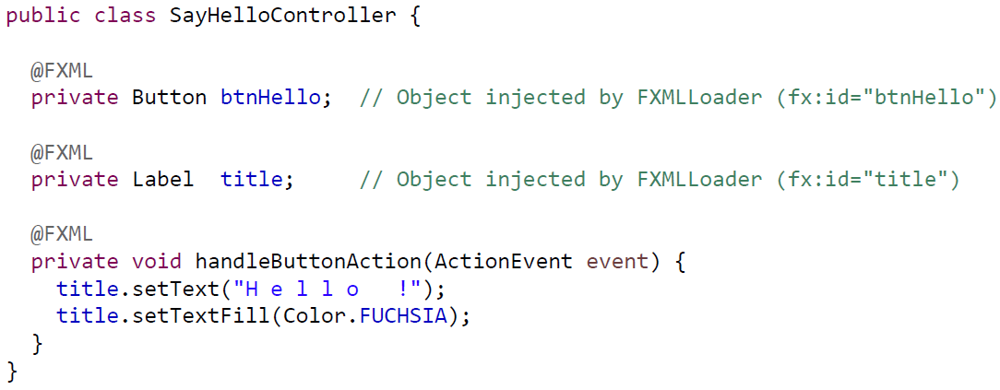 public class SayHelloController {
@FXML
private Button btnHello;  // Object injected by FXMLLoader (fx:id="btnHello")
@FXML
private Label  title;     // Object injected by FXMLLoader (fx:id="title")
@FXML
private void handleButtonAction(ActionEvent event) {
title.setText("H e l l o   !");
title.setTextFill(Color.FUCHSIA);
}
}